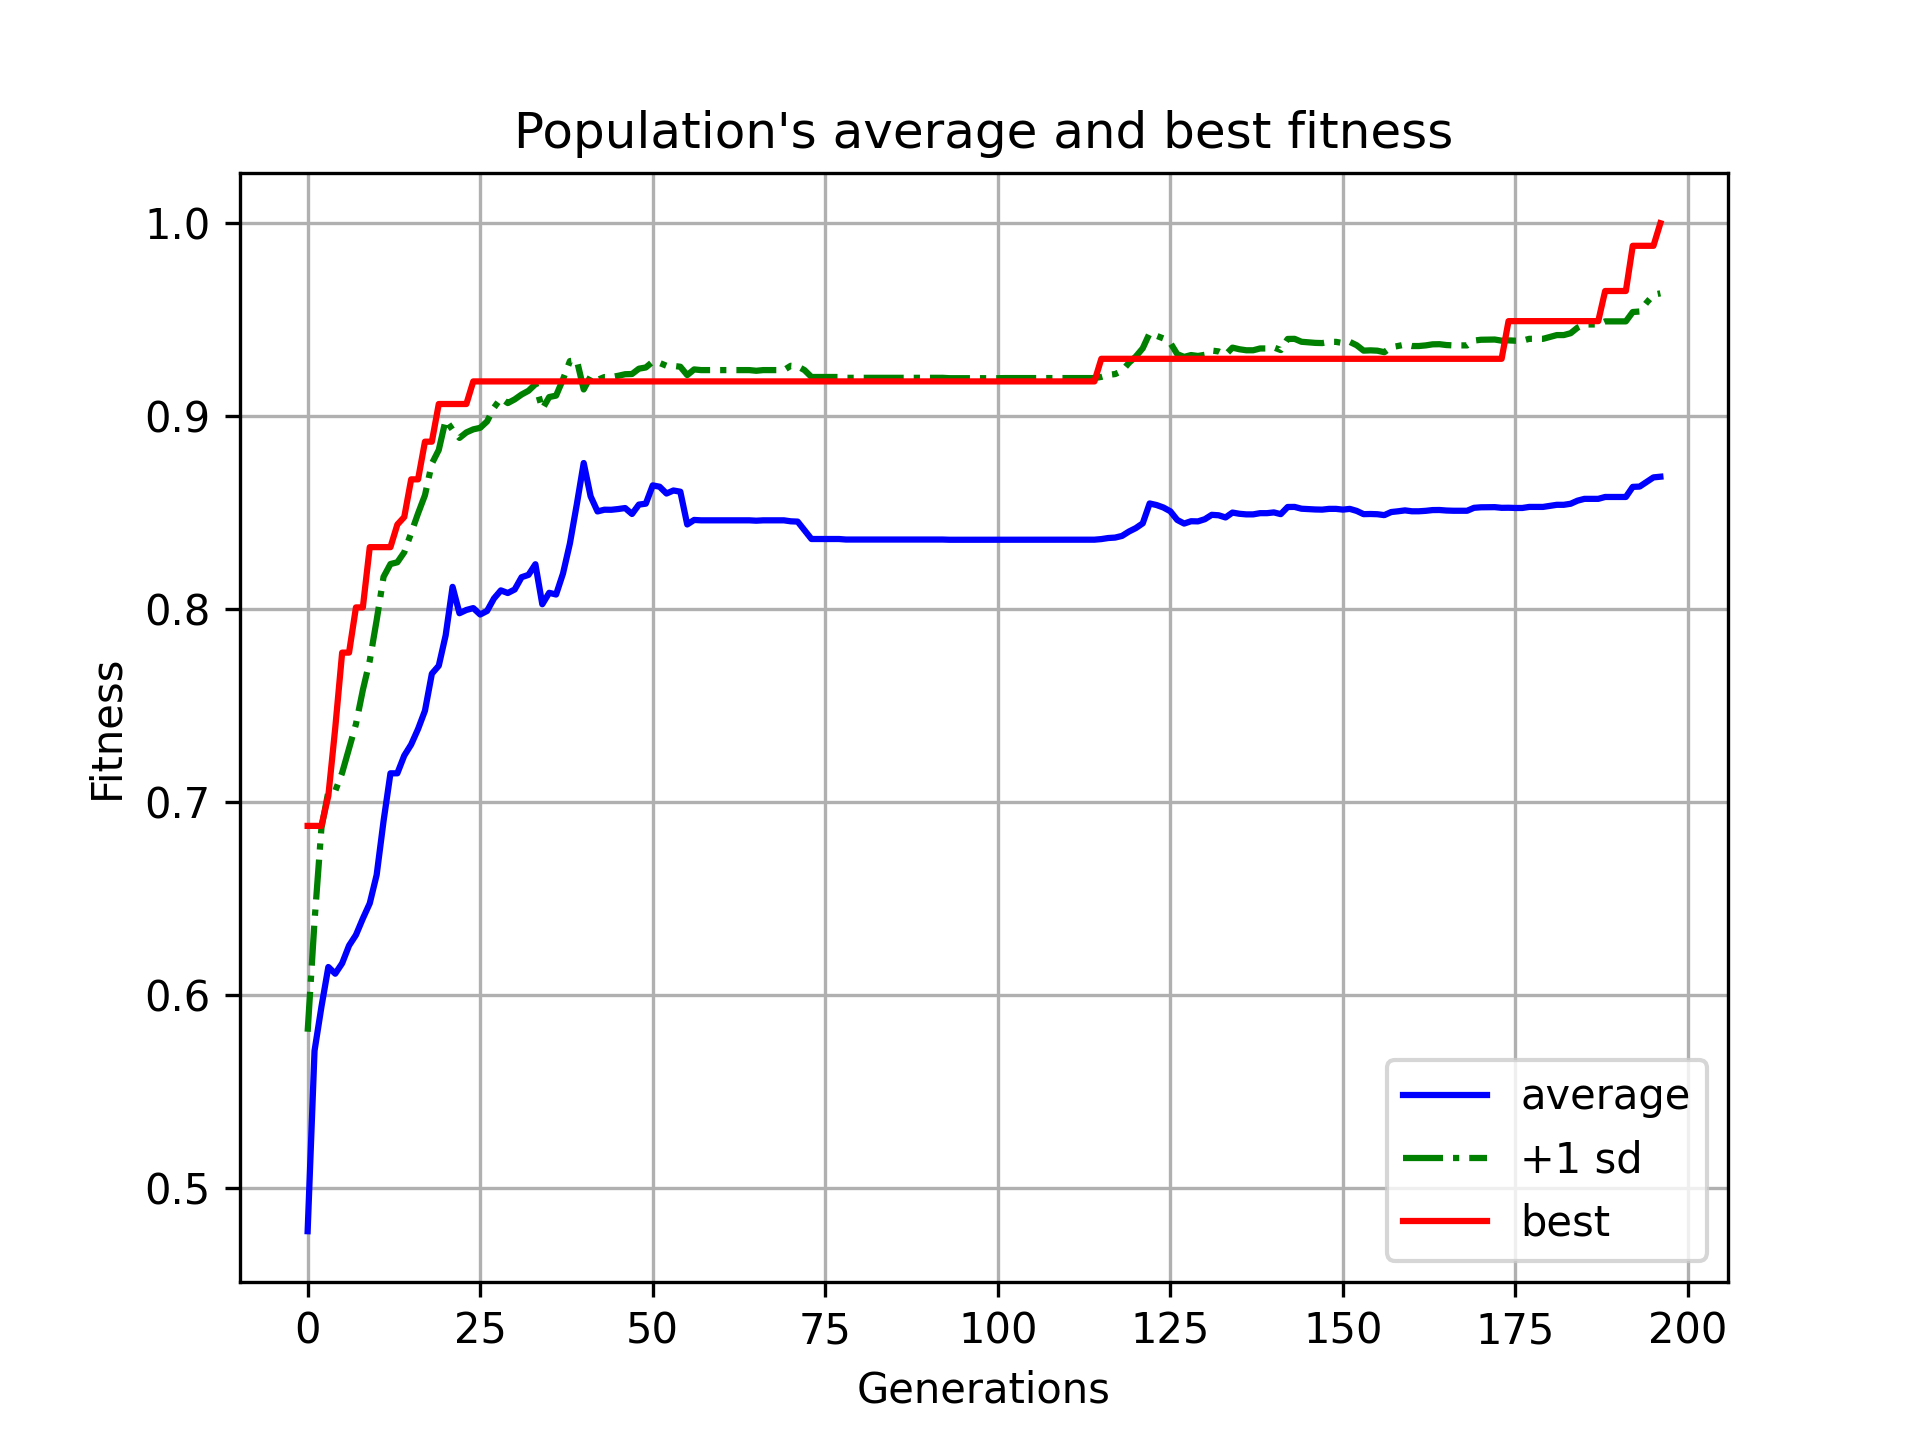 Population's average and best fitness
1.0
0.9
0.8
0.7
0.6
0.5
Fitness
average
+1 sd
best
0 25 50 75 100 125 150 175 200
Generations